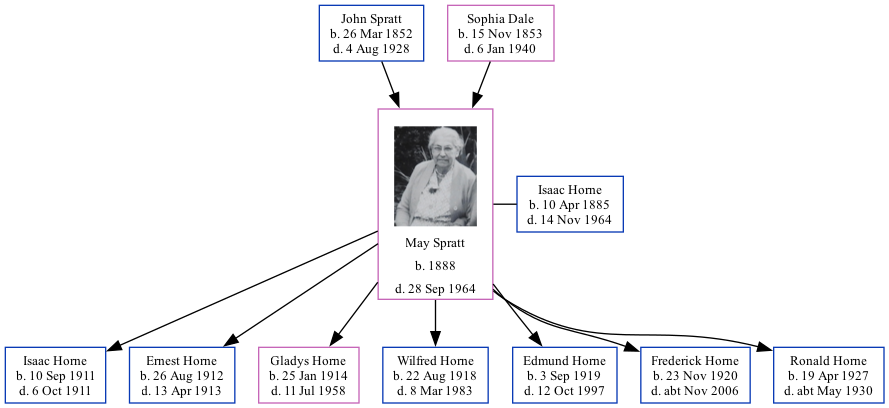 John Spratt
b. 26 Mar 1852
d. 4 Aug 1928
Sophia Dale
b. 15 Nov 1853
d. 6 Jan 1940
Isaac Horne
b. 10 Apr 1885
d. 14 Nov 1964
May Spratt
b. 1888
d. 28 Sep 1964
Isaac Horne
b. 10 Sep 1911
d. 6 Oct 1911
Ernest Horne
b. 26 Aug 1912
d. 13 Apr 1913
Gladys Horne
b. 25 Jan 1914
d. 11 Jul 1958
Wilfred Horne
b. 22 Aug 1918
d. 8 Mar 1983
Edmund Horne
b. 3 Sep 1919
d. 12 Oct 1997
Frederick Horne
b. 23 Nov 1920
d. abt Nov 2006
Ronald Horne
b. 19 Apr 1927
d. abt May 1930